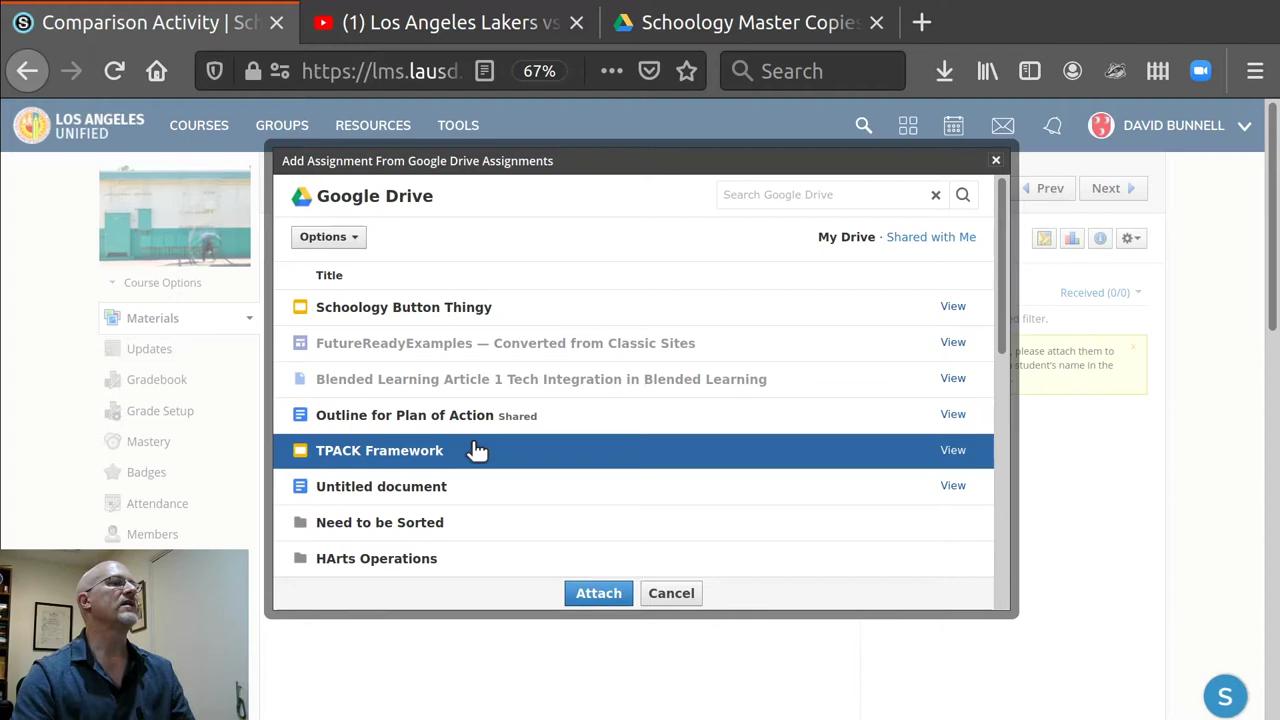 Comparison Activity | Sch
(1) Los Angeles Lakers vs
Schoology Master Copies
https://lms.lausd.
67%
Search
LOS ANGELES
UNIFIED
COURSES
GROUPS
RESOURCES
TOOLS
DAVID BUNNELL
Add Assignment From Google Drive Assignments
Google Drive
Search Google Drive
Prev
Next
Options
My Drive · Shared with Me
Title
Schoology Button Thingy
View
FutureReadyExamples — Converted from Classic Sites
View
Blended Learning Article 1 Tech Integration in Blended Learning
View
Outline for Plan of Action Shared
View
TPACK Framework
View
Untitled document
View
Need to be Sorted
HArts Operations
Attach
Cancel
Course Options
Materials
Updates
Gradebook
Grade Setup
Mastery
Badges
Attendance
Members
Received (0/0)
filter.
please attach them to
student's name in the
S